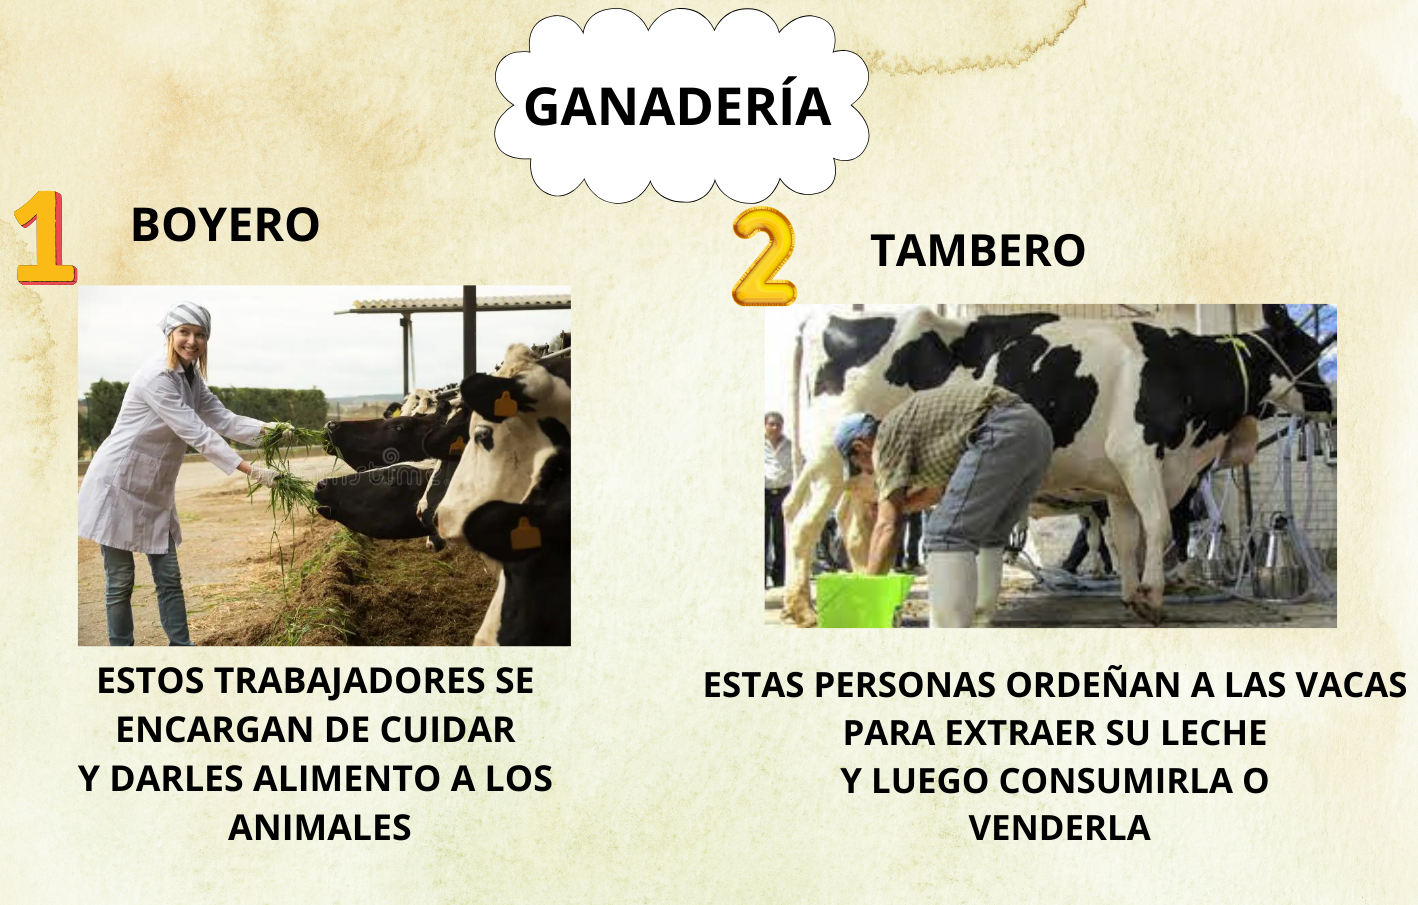 GANADERÍA
1
BOYERO
ESTOS TRABAJADORES SE
ENCARGAN DE CUIDAR
Y DARLES ALIMENTO A LOS
ANIMALES
2
TAMBERO
ESTAS PERSONAS ORDEÑAN A LAS VACAS
PARA EXTRAER SU LECHE
Y LUEGO CONSUMIRLA O
VENDERLA